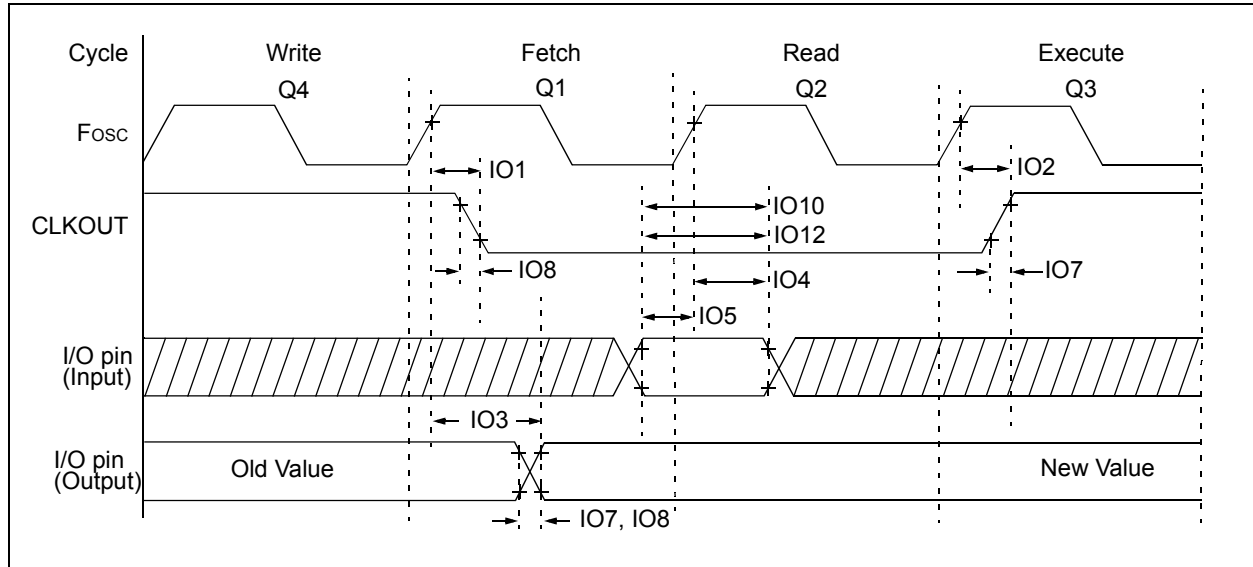 Cycle Write Fetch Read Execute
Q4 Q1 Q2 Q3
Fosc
IO1 IO2
IO10
CLKOUT
IO12
IO8 IO7
IO4
IO5
I/O pin
(Input)
IO3
I/O pin
(Output)
Old Value New Value
IO7, IO8